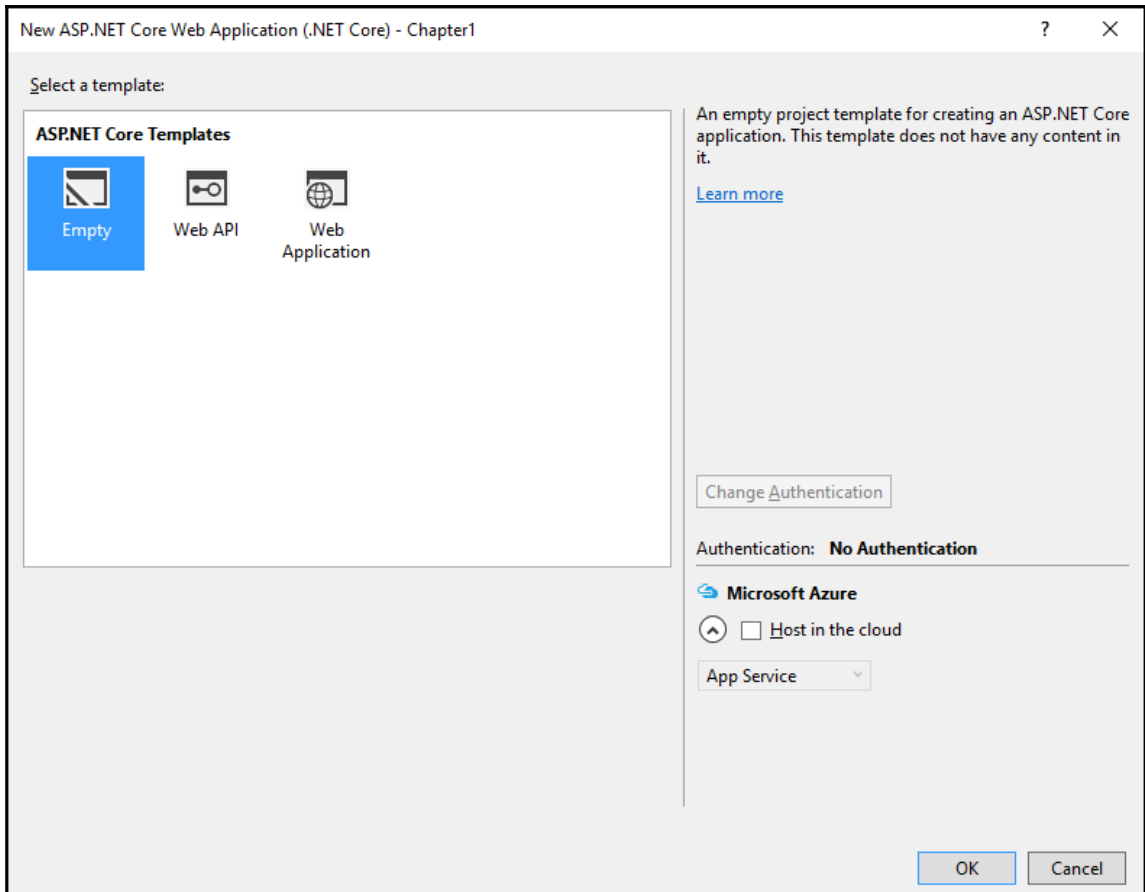 New ASP.NET Core Web Application (.NET Core) - Chapter1
?
Select a template:
ASP.NET Core Templates
Empty
Web API
Web
Application
An empty project template for creating an ASP.NET Core
application. This template does not have any content in
it.
Learn more
Change Authentication
Authentication: No Authentication
Microsoft Azure
Host in the cloud
App Service
OK
Cancel